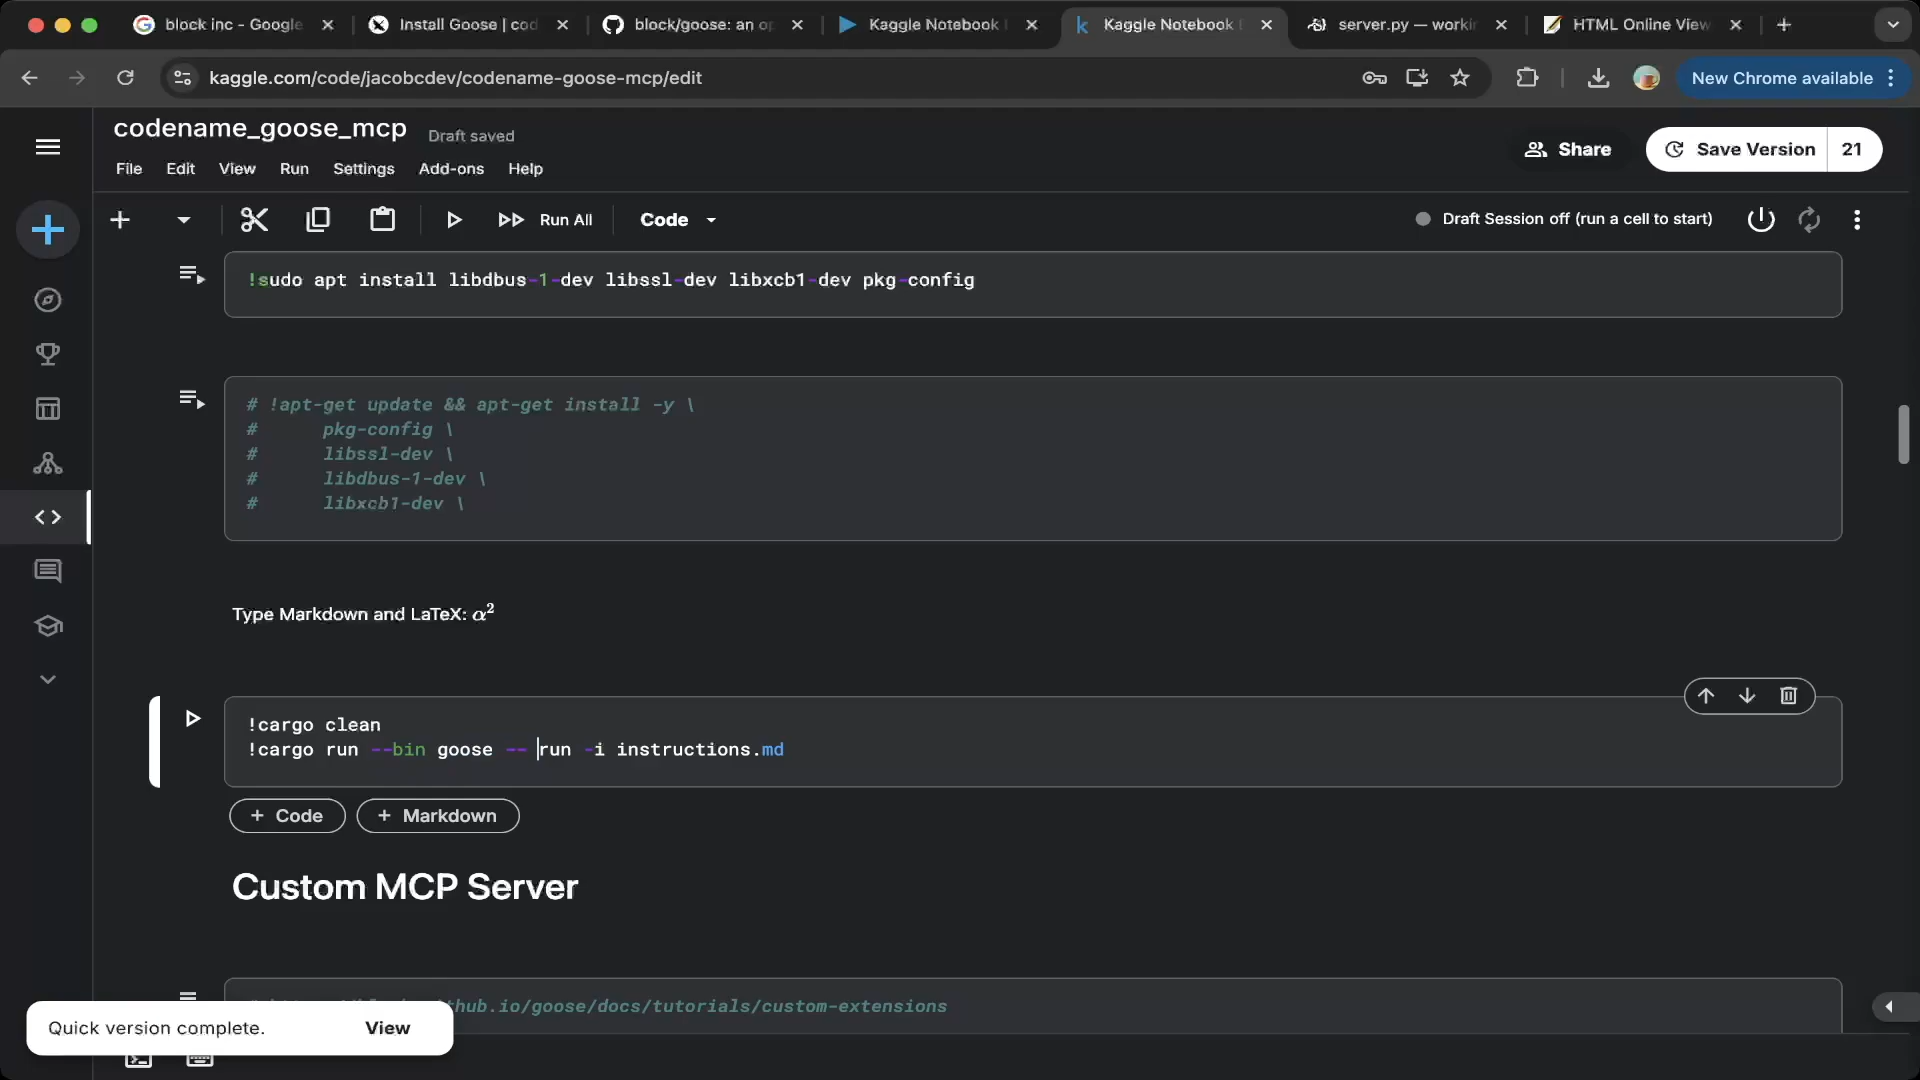 block inc - Google
Install Goose | cod
block/goose: an op
Kaggle Notebook
Kaggle Notebook
server.py — workin
HTML Online View
kaggle.com/code/jacobcdev/codename-goose-mcp/edit
New Chrome available
codename_goose_mcp
Draft saved
Share
Save Version
21
File
Edit
View
Run
Settings
Add-ons
Help
Run All
Code
Draft Session off (run a cell to start)
!sudo apt install libdbus-1-dev libssl-dev libxcb1-dev pkg-config
# !apt-get update && apt-get install -y \
# pkg-config \
# libssl-dev \
# libdbus-1-dev \
# libxcb1-dev \
Type Markdown and LaTeX: α²
!cargo clean
!cargo run --bin goose -- run -i instructions.md
+ Code
+ Markdown
Custom MCP Server
hub.io/goose/docs/tutorials/custom-extensions
Quick version complete.
View